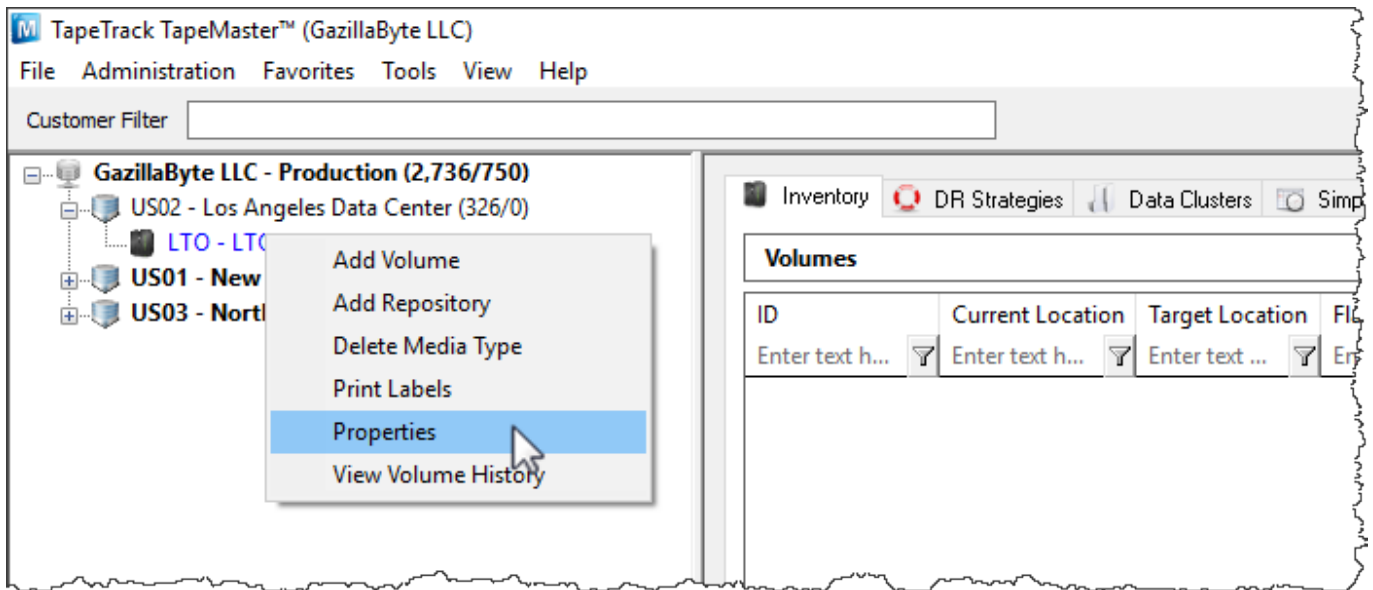 TapeTrack TapeMaster™ (GazillaByte LLC)
File Administration Favorites Tools View Help
Customer Filter
GazillaByte LLC - Production (2,736/750)
US02 - Los Angeles Data Center (326/0)
LTO - LTO
US01 - New
US03 - North
Add Volume
Add Repository
Delete Media Type
Print Labels
Properties
View Volume History
Inventory DR Strategies Data Clusters Simp
Volumes
ID Current Location Target Location
Enter text h... Enter text h... Enter text ...